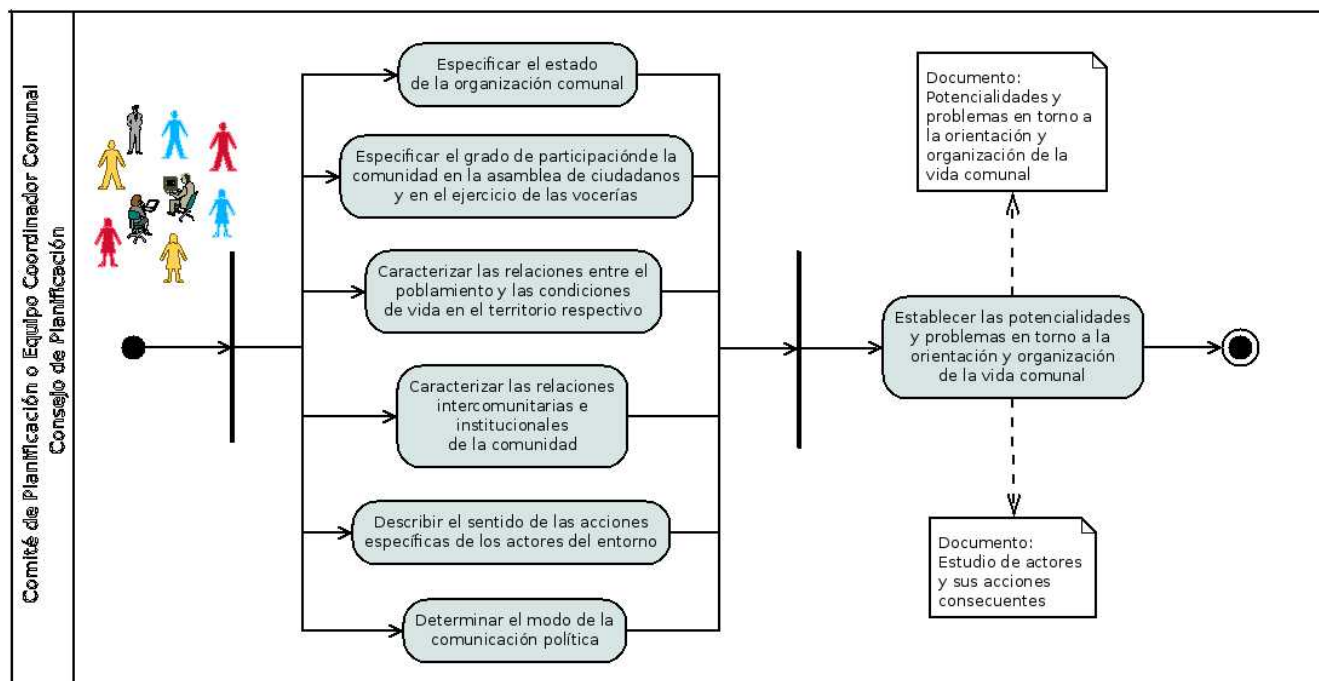 Comité de Planificación o Equipo Coordinador Comunal
Consejo de Planificación
Especificar el estado
de la organización comunal
Especificar el grado de participaciónde la
comunidad en la asamblea de ciudadanos
y en el ejercicio de las vocerías
Caracterizar las relaciones entre el
poblamiento y las condiciones
de vida en el territorio respectivo
Caracterizar las relaciones
intercomunitarias e
institucionales
de la comunidad
Describir el sentido de las acciones
específicas de los actores del entorno
Determinar el modo de la
comunicación política
Documento:
Potencialidades y
problemas en torno a
la orientación y
organización de la
vida comunal
Establecer las potencialidades
y problemas en torno a la
orientación y organización
de la vida comunal
Documento:
Estudio de actores
y sus acciones
consecuentes